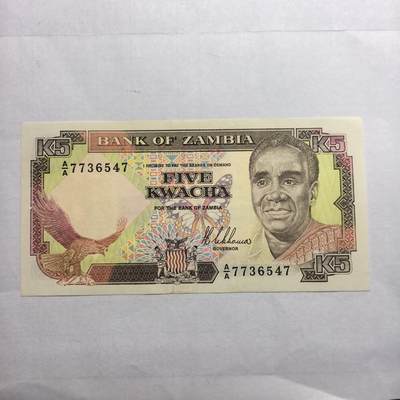 BANK OF ZAMBIA
K5
K5
I PROMISE TO PAY THE BEARER ON DEMAND
A/A 7736547
FIVE
KWACHA
FOR THE BANK OF ZAMBIA
GOVERNOR
A/A 7736547
K5
K5